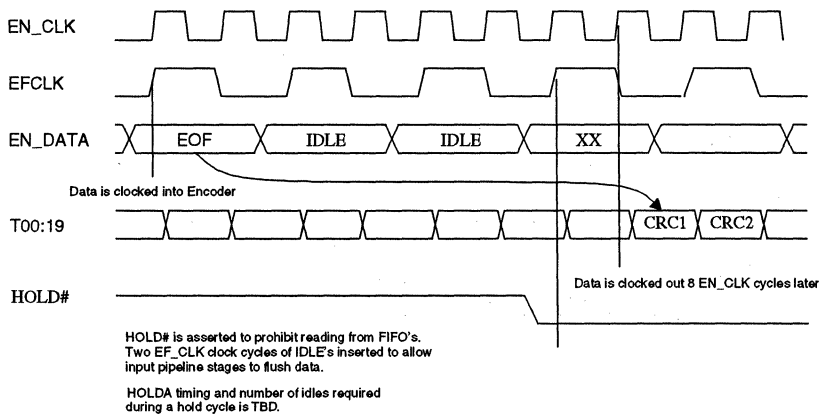 EN_CLK
EFCLK
EN_DATA EOF IDLE IDLE XX
Data is clocked into Encoder
T00:19 CRC1 CRC2
Data is clocked out 8 EN_CLK cycles later
HOLD#
HOLD# is asserted to prohibit reading from FIFO's.
Two EF_CLK clock cycles of IDLE's inserted to allow
input pipeline stages to flush data.
HOLDA timing and number of idles required
during a hold cycle is TBD.